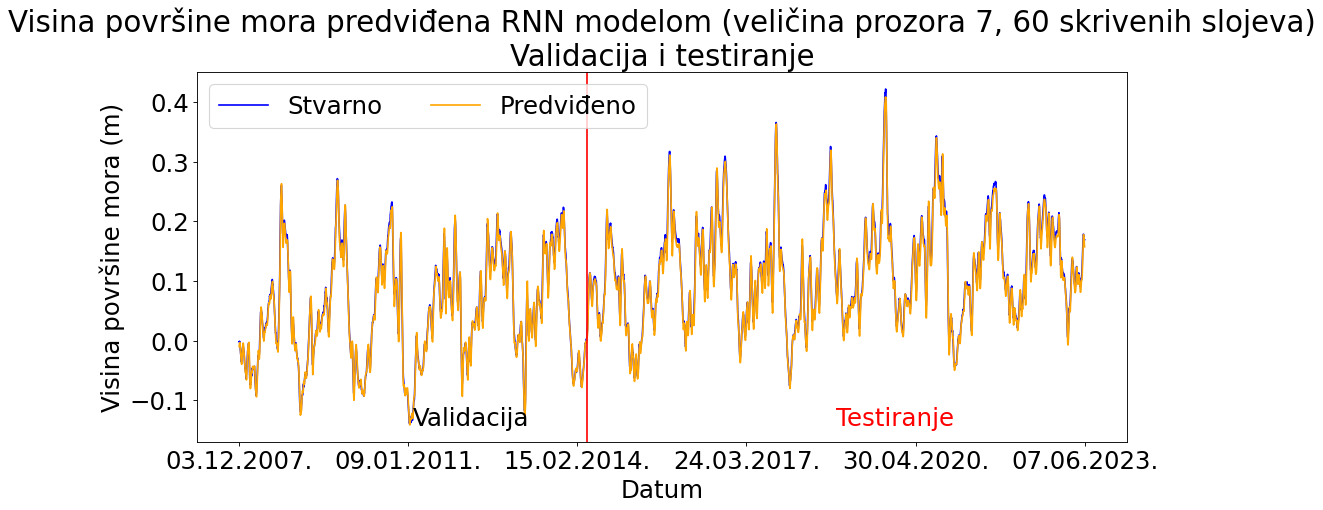 Visina površine mora predviđena RNN modelom (veličina prozora 7, 60 skrivenih slojeva)
Validacija i testiranje
Stvarno
Predviđeno
Visina površine mora (m)
0.4
0.3
0.2
0.1
0.0
−0.1
Validacija
Testiranje
03.12.2007.
09.01.2011.
15.02.2014.
24.03.2017.
30.04.2020.
07.06.2023.
Datum